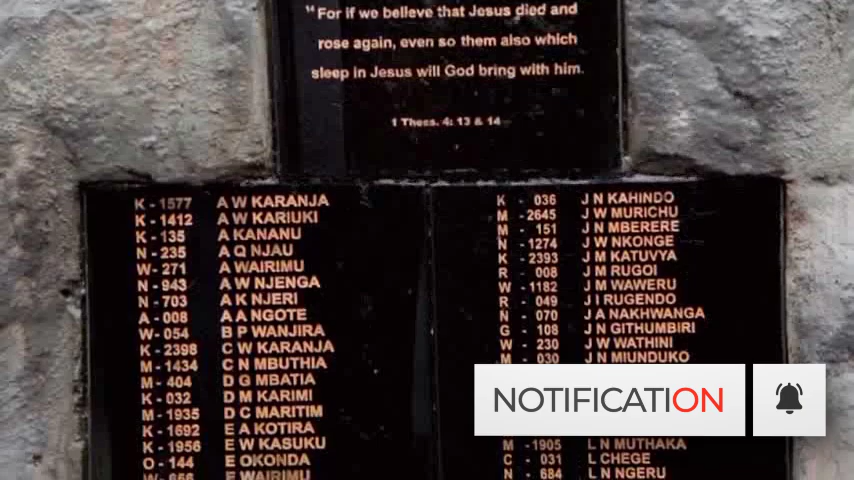 14 For if we believe that Jesus died and
rose again, even so them also which
sleep in Jesus will God bring with him.
1 Thess. 4: 13 & 14
K - 1577 A W KARANJA
K - 1412 A W KARIUKI
K - 135 A KANANU
N - 235 A Q NJAU
W - 271 A WAIRIMU
N - 943 A W NJENGA
N - 703 A K NJERI
A - 008 A A NGOTE
W - 054 B P WANJIRA
K - 2398 C W KARANJA
M - 1434 C N MBUTHIA
M - 404 D G MBATIA
K - 032 D M KARIMI
M - 1935 D C MARITIM
K - 1692 E A KOTIRA
K - 1956 E W KASUKU
O - 144 E OKONDA
W - 656 E WAIRIMU
K - 036 J N KAHINDO
M - 2645 J W MURICHU
M - 151 J N MBERERE
N - 1274 J W NKONGE
K - 2393 J M KATUVYA
R - 008 J M RUGOI
W - 1182 J M WAWERU
R - 049 J I RUGENDO
N - 070 J A NAKHWANGA
G - 108 J N GITHUMBIRI
W - 230 J W WATHINI
M - 030 J N MIUNDUKO
NOTIFICATION
M - 1905 L N MUTHAKA
C - 031 L CHEGE
N - 684 L N NGERU